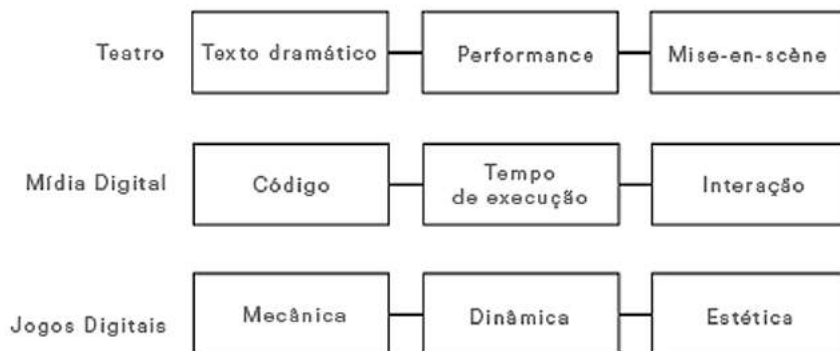 Teatro
Texto dramático
Performance
Mise-en-scène
Mídia Digital
Código
Tempo
de execução
Interação
Jogos Digitais
Mecânica
Dinâmica
Estética